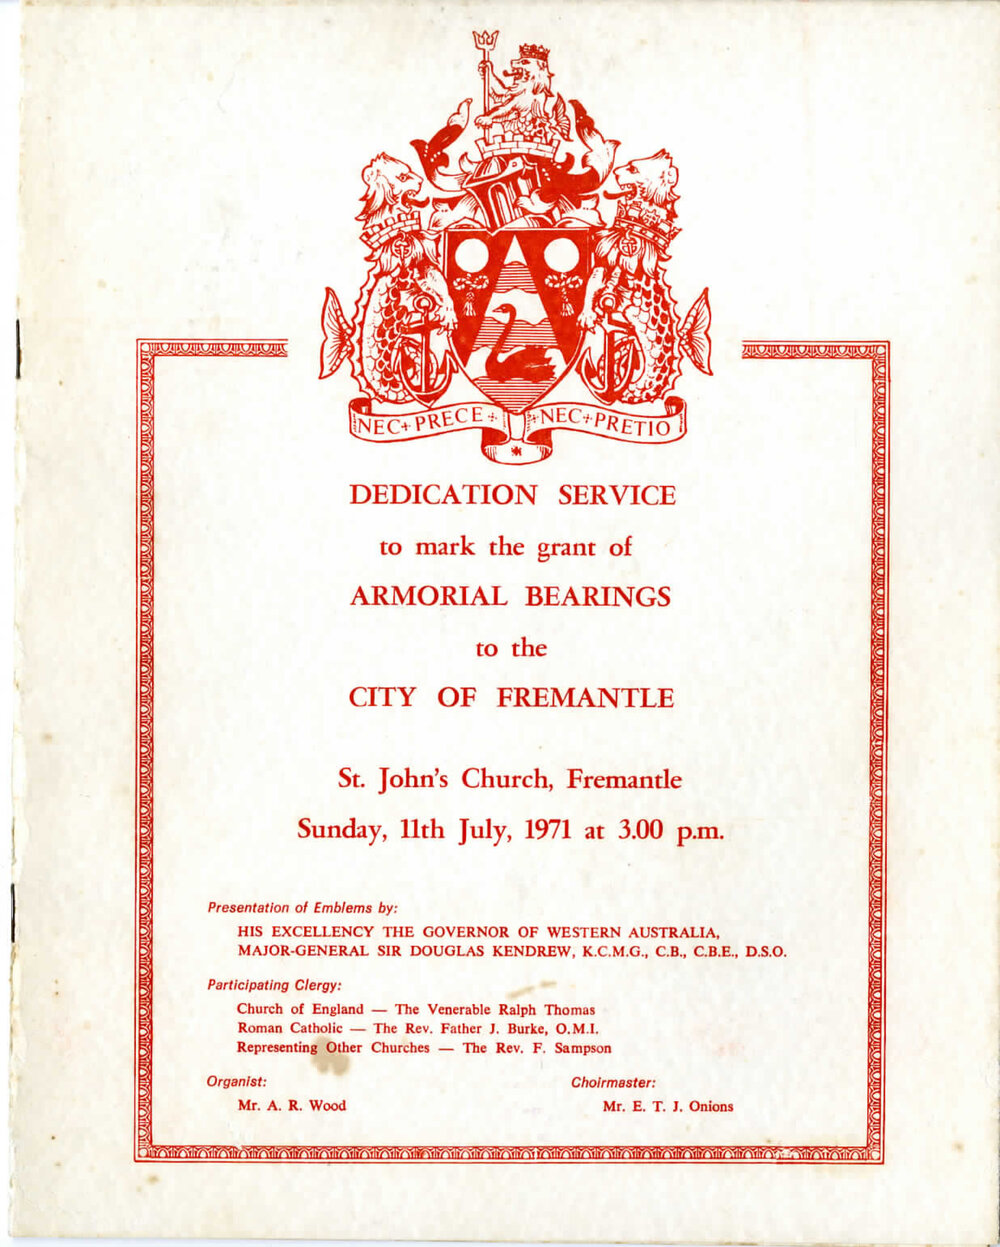 NEC+PRECE+ +NEC+PRETIO
DEDICATION SERVICE
to mark the grant of
ARMORIAL BEARINGS
to the
CITY OF FREMANTLE
St. John's Church, Fremantle
Sunday, 11th July, 1971 at 3.00 p.m.
Presentation of Emblems by:
HIS EXCELLENCY THE GOVERNOR OF WESTERN AUSTRALIA,
MAJOR-GENERAL SIR DOUGLAS KENDREW, K.C.M.G., C.B., C.B.E., D.S.O.
Participating Clergy:
Church of England — The Venerable Ralph Thomas
Roman Catholic — The Rev. Father J. Burke, O.M.I.
Representing Other Churches — The Rev. F. Sampson
Organist:
Mr. A. R. Wood
Choirmaster:
Mr. E. T. J. Onions